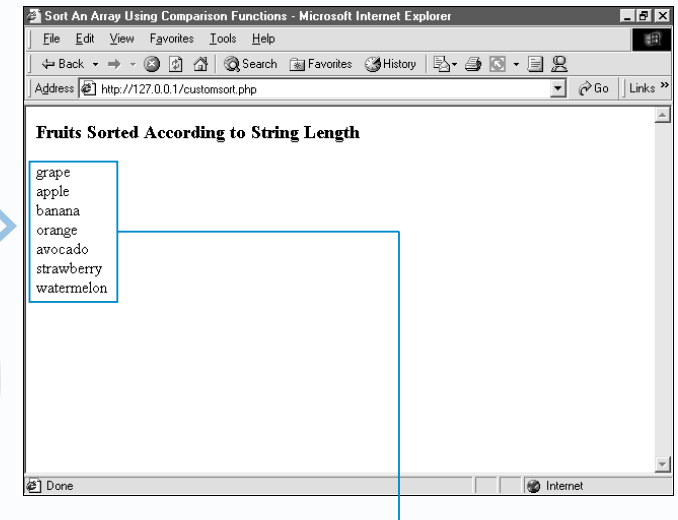 Sort An Array Using Comparison Functions - Microsoft Internet Explorer
File Edit View Favorites Tools Help
Back Search Favorites History
Address http://127.0.0.1/customsort.php Go Links »
Fruits Sorted According to String Length
grape
apple
banana
orange
avocado
strawberry
watermelon
Done Internet